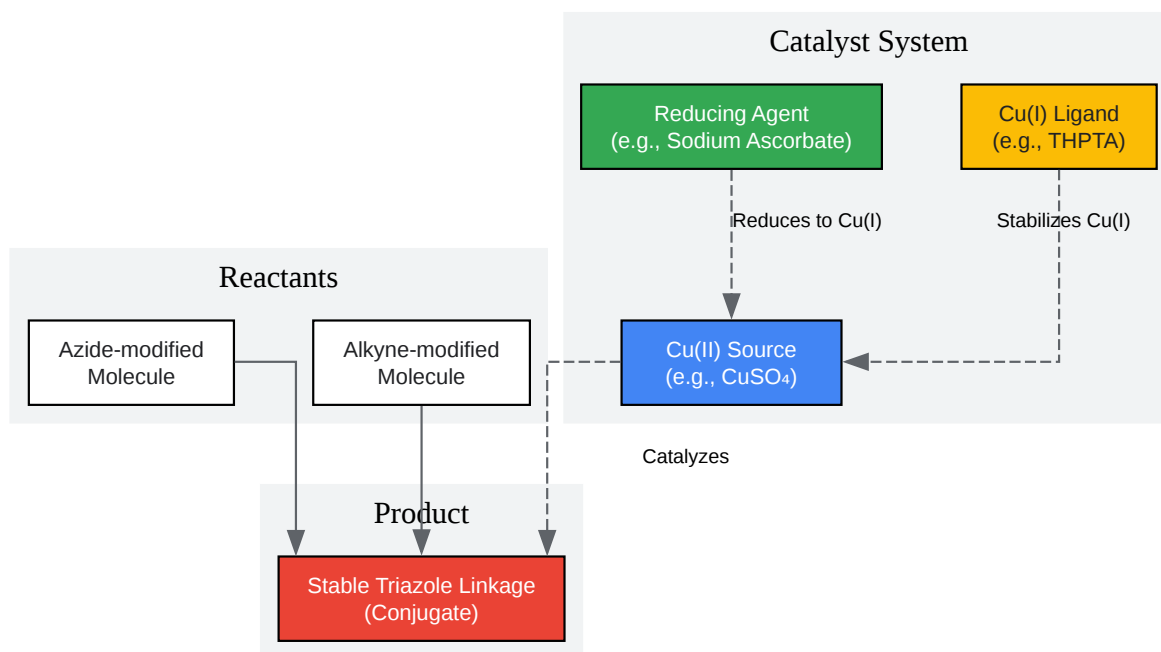 Catalyst System
Reducing Agent
(e.g., Sodium Ascorbate)
Cu(I) Ligand
(e.g., THPTA)
Reduces to Cu(I)
Stabilizes Cu(I)
Reactants
Azide-modified
Molecule
Alkyne-modified
Molecule
Cu(II) Source
(e.g., CuSO₄)
Catalyzes
Product
Stable Triazole Linkage
(Conjugate)